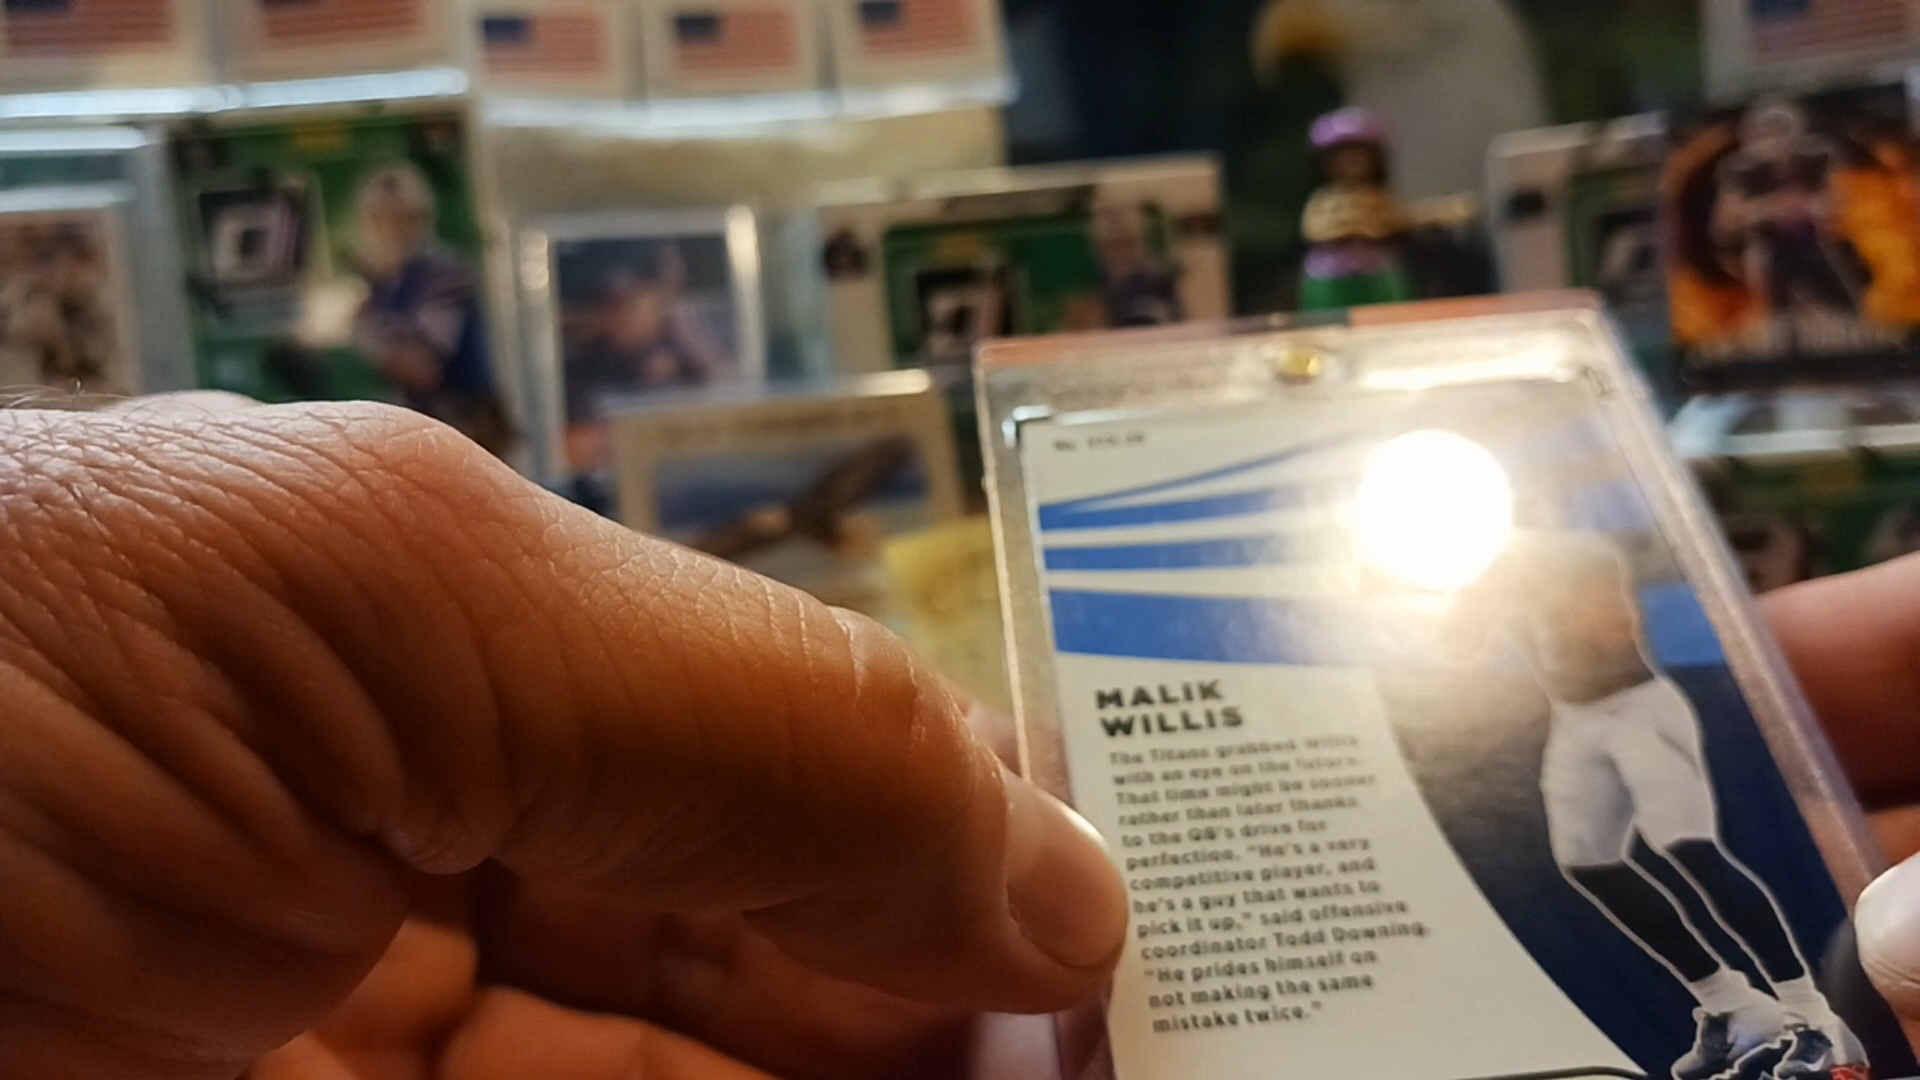 MALIK
WILLIS
The Titans grabbed Willis
with an eye on the future.
That time might be sooner
rather than later thanks
to the QB's drive for
perfection. "He's a very
competitive player, and
he's a guy that wants to
pick it up," said offensive
coordinator Todd Downing.
"He prides himself on
not making the same
mistake twice."